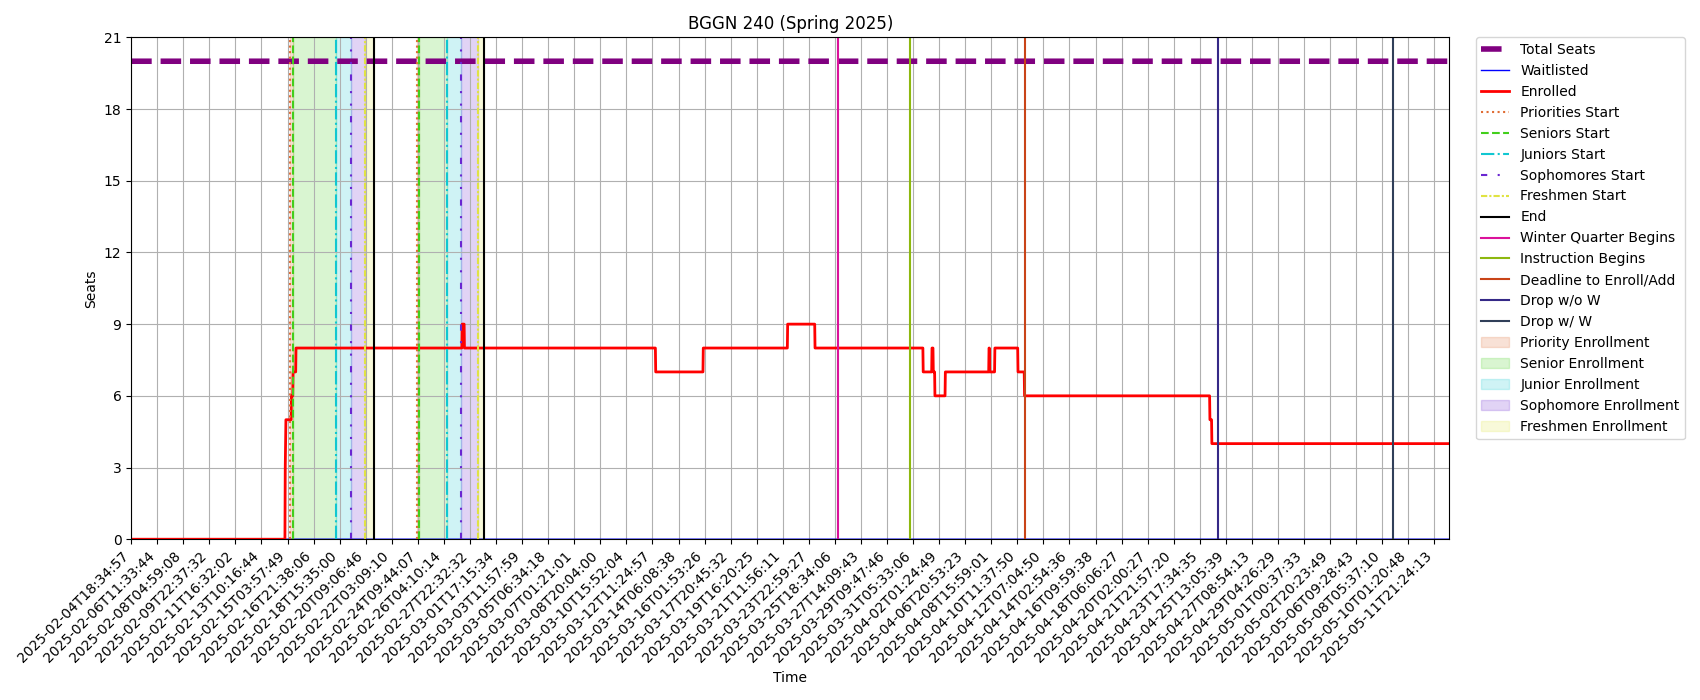 BGGN 240 (Spring 2025)
21
18
15
12
9
6
3
0
Seats
2025-02-04T18:34:57
2025-02-06T11:33:44
2025-02-08T04:59:08
2025-02-09T22:37:32
2025-02-11T16:32:02
2025-02-13T10:16:44
2025-02-15T03:57:49
2025-02-16T21:38:06
2025-02-18T15:35:00
2025-02-20T09:06:46
2025-02-22T03:09:10
2025-02-24T09:44:07
2025-02-26T04:10:14
2025-02-27T22:32:32
2025-03-01T17:15:34
2025-03-03T11:57:59
2025-03-05T06:34:18
2025-03-07T01:21:01
2025-03-08T20:04:00
2025-03-10T15:52:04
2025-03-12T11:24:57
2025-03-14T06:08:38
2025-03-16T01:53:26
2025-03-17T20:45:32
2025-03-19T16:20:25
2025-03-21T11:56:11
2025-03-23T22:59:27
2025-03-25T18:34:06
2025-03-27T14:09:43
2025-03-29T09:47:46
2025-03-31T05:33:06
2025-04-02T01:24:49
2025-04-06T20:53:23
2025-04-08T15:59:01
2025-04-10T11:37:50
2025-04-12T07:04:50
2025-04-14T02:54:36
2025-04-16T09:59:38
2025-04-18T06:06:27
2025-04-20T02:00:27
2025-04-21T21:57:20
2025-04-23T17:34:35
2025-04-25T13:05:39
2025-04-27T08:54:13
2025-04-29T04:26:29
2025-05-01T00:37:33
2025-05-02T20:23:49
2025-05-06T09:28:43
2025-05-08T05:37:10
2025-05-10T01:20:48
2025-05-11T21:24:13
Time
Total Seats
Waitlisted
Enrolled
Priorities Start
Seniors Start
Juniors Start
Sophomores Start
Freshmen Start
End
Winter Quarter Begins
Instruction Begins
Deadline to Enroll/Add
Drop w/o W
Drop w/ W
Priority Enrollment
Senior Enrollment
Junior Enrollment
Sophomore Enrollment
Freshmen Enrollment